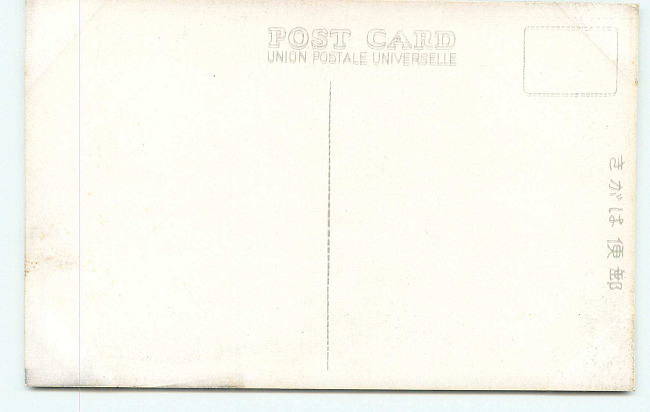 POST CARD
UNION POSTALE UNIVERSELLE
きがは便郵